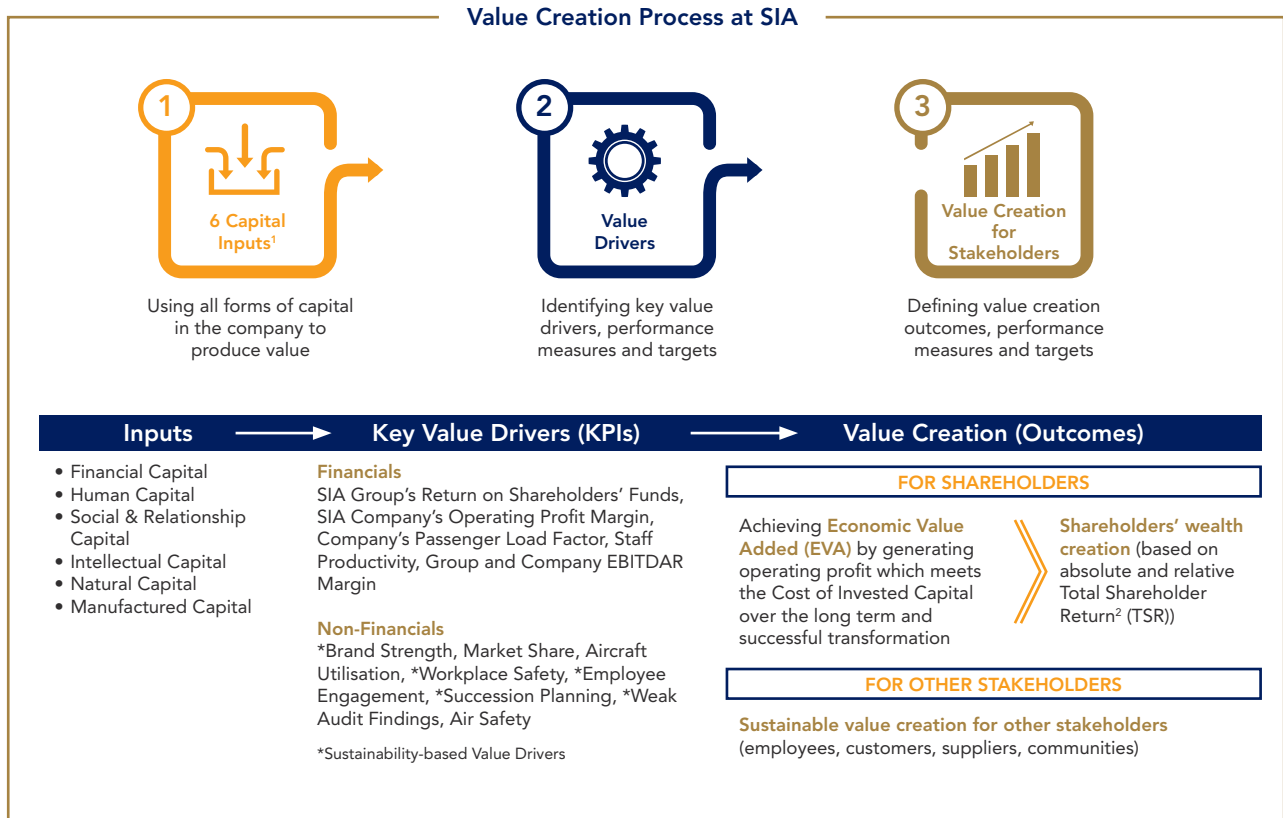 Value Creation Process at SIA
1
6 Capital
Inputs¹
Using all forms of capital
in the company to
produce value
2
Value
Drivers
Identifying key value
drivers, performance
measures and targets
3
Value Creation
for
Stakeholders
Defining value creation
outcomes, performance
measures and targets
Inputs
• Financial Capital
• Human Capital
• Social & Relationship
Capital
• Intellectual Capital
• Natural Capital
• Manufactured Capital
Key Value Drivers (KPIs)
Financials
SIA Group’s Return on Shareholders’ Funds,
SIA Company’s Operating Profit Margin,
Company’s Passenger Load Factor, Staff
Productivity, Group and Company EBITDAR
Margin
Non-Financials
*Brand Strength, Market Share, Aircraft
Utilisation, *Workplace Safety, *Employee
Engagement, *Succession Planning, *Weak
Audit Findings, Air Safety
*Sustainability-based Value Drivers
Value Creation (Outcomes)
FOR SHAREHOLDERS
Achieving Economic Value
Added (EVA) by generating
operating profit which meets
the Cost of Invested Capital
over the long term and
successful transformation
Shareholders’ wealth
creation (based on
absolute and relative
Total Shareholder
Return² (TSR))
FOR OTHER STAKEHOLDERS
Sustainable value creation for other stakeholders
(employees, customers, suppliers, communities)